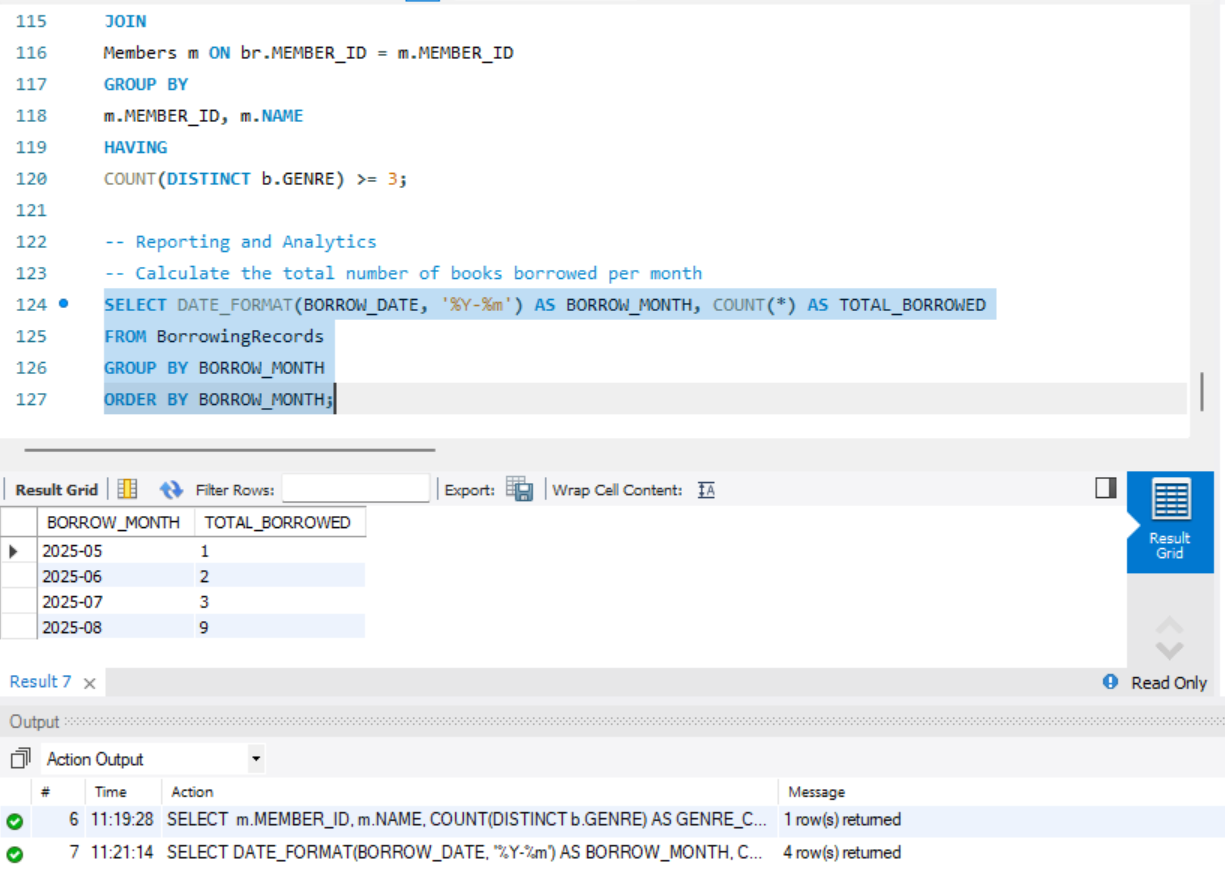 115 JOIN
116 Members m ON br.MEMBER_ID = m.MEMBER_ID
117 GROUP BY
118 m.MEMBER_ID, m.NAME
119 HAVING
120 COUNT(DISTINCT b.GENRE) >= 3;
121
122 -- Reporting and Analytics
123 -- Calculate the total number of books borrowed per month
124 SELECT DATE_FORMAT(BORROW_DATE, '%Y-%m') AS BORROW_MONTH, COUNT(*) AS TOTAL_BORROWED
125 FROM BorrowingRecords
126 GROUP BY BORROW_MONTH
127 ORDER BY BORROW_MONTH;
Result Grid Filter Rows: Export: Wrap Cell Content: IA
BORROW_MONTH TOTAL_BORROWED
2025-05 1
2025-06 2
2025-07 3
2025-08 9
Result
Grid
Result 7 × Read Only
Output
Action Output
# Time Action Message
6 11:19:28 SELECT m.MEMBER_ID, m.NAME, COUNT(DISTINCT b.GENRE) AS GENRE_C... 1 row(s) returned
7 11:21:14 SELECT DATE_FORMAT(BORROW_DATE, '%Y-%m') AS BORROW_MONTH, C... 4 row(s) returned